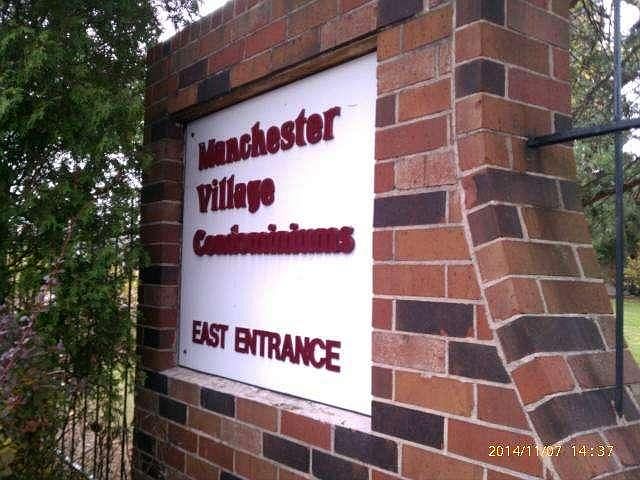 Manchester
Village
Condominiums
EAST ENTRANCE
2014/11/07 14:37